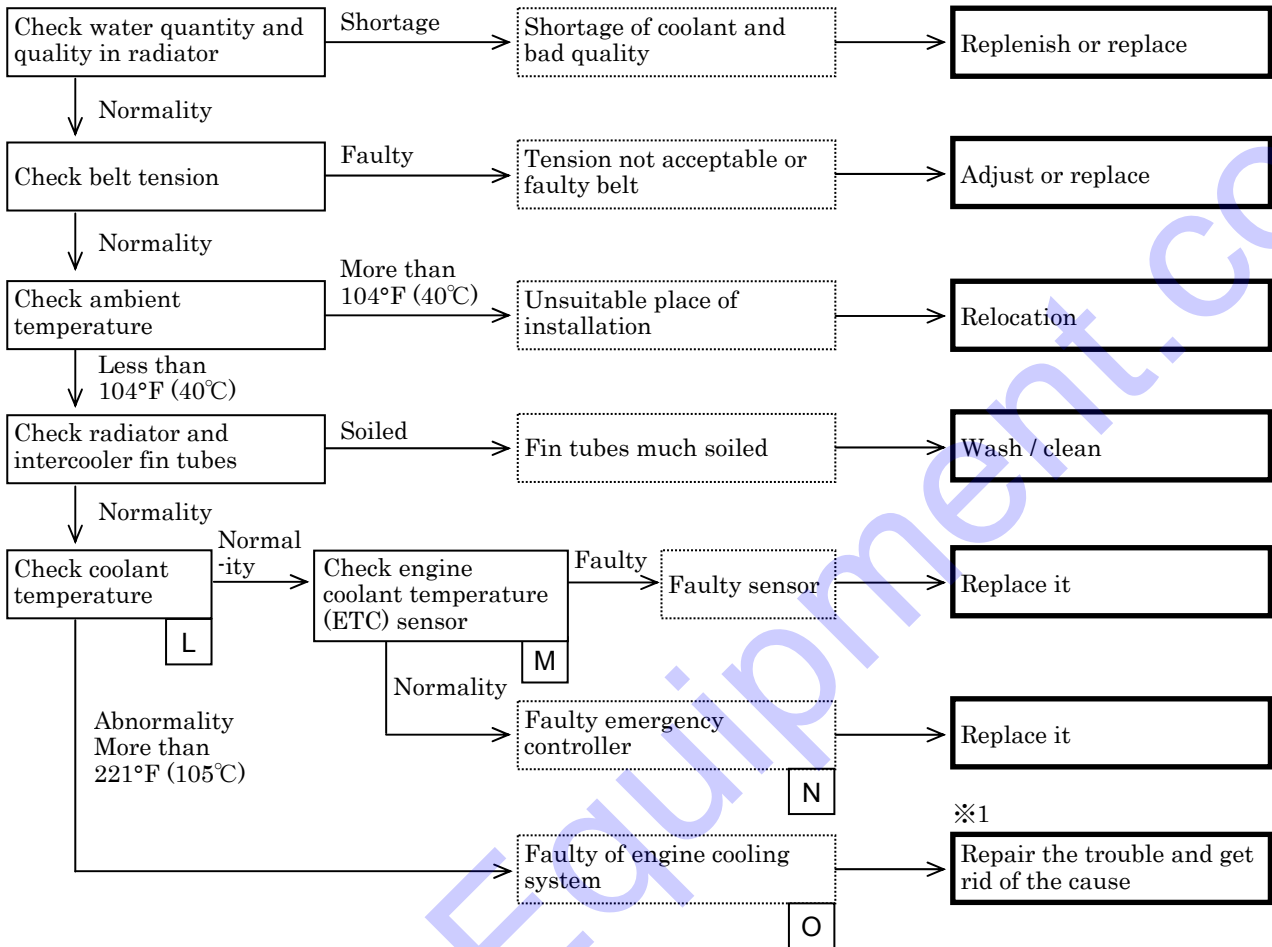 Check water quantity and
quality in radiator
Shortage
Shortage of coolant and
bad quality
Replenish or replace
Normality
Check belt tension
Faulty
Tension not acceptable or
faulty belt
Adjust or replace
Normality
Check ambient
temperature
More than
104°F (40℃)
Unsuitable place of
installation
Relocation
Less than
104°F (40℃)
Check radiator and
intercooler fin tubes
Soiled
Fin tubes much soiled
Wash / clean
Normality
Check coolant
temperature
L
Normal
-ity
Check engine
coolant temperature
(ETC) sensor
M
Faulty
Faulty sensor
Replace it
Normality
Faulty emergency
controller
N
Replace it
Abnormality
More than
221°F (105℃)
Faulty of engine cooling
system
O
※1
Repair the trouble and get
rid of the cause
Equipment.co